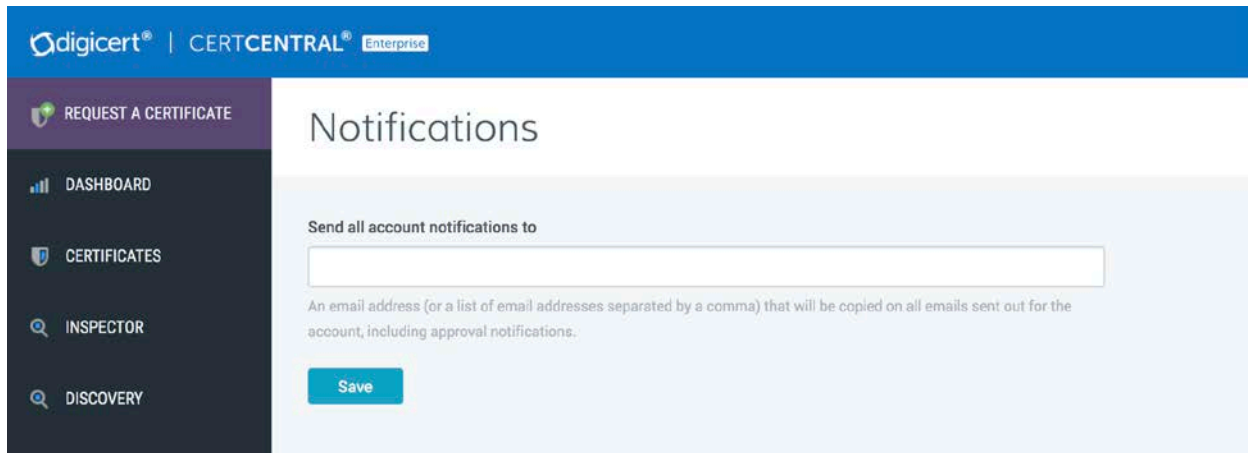 digicert® | CERTCENTRAL® Enterprise
REQUEST A CERTIFICATE
DASHBOARD
CERTIFICATES
INSPECTOR
DISCOVERY
Notifications
Send all account notifications to
An email address (or a list of email addresses separated by a comma) that will be copied on all emails sent out for the
account, including approval notifications.
Save